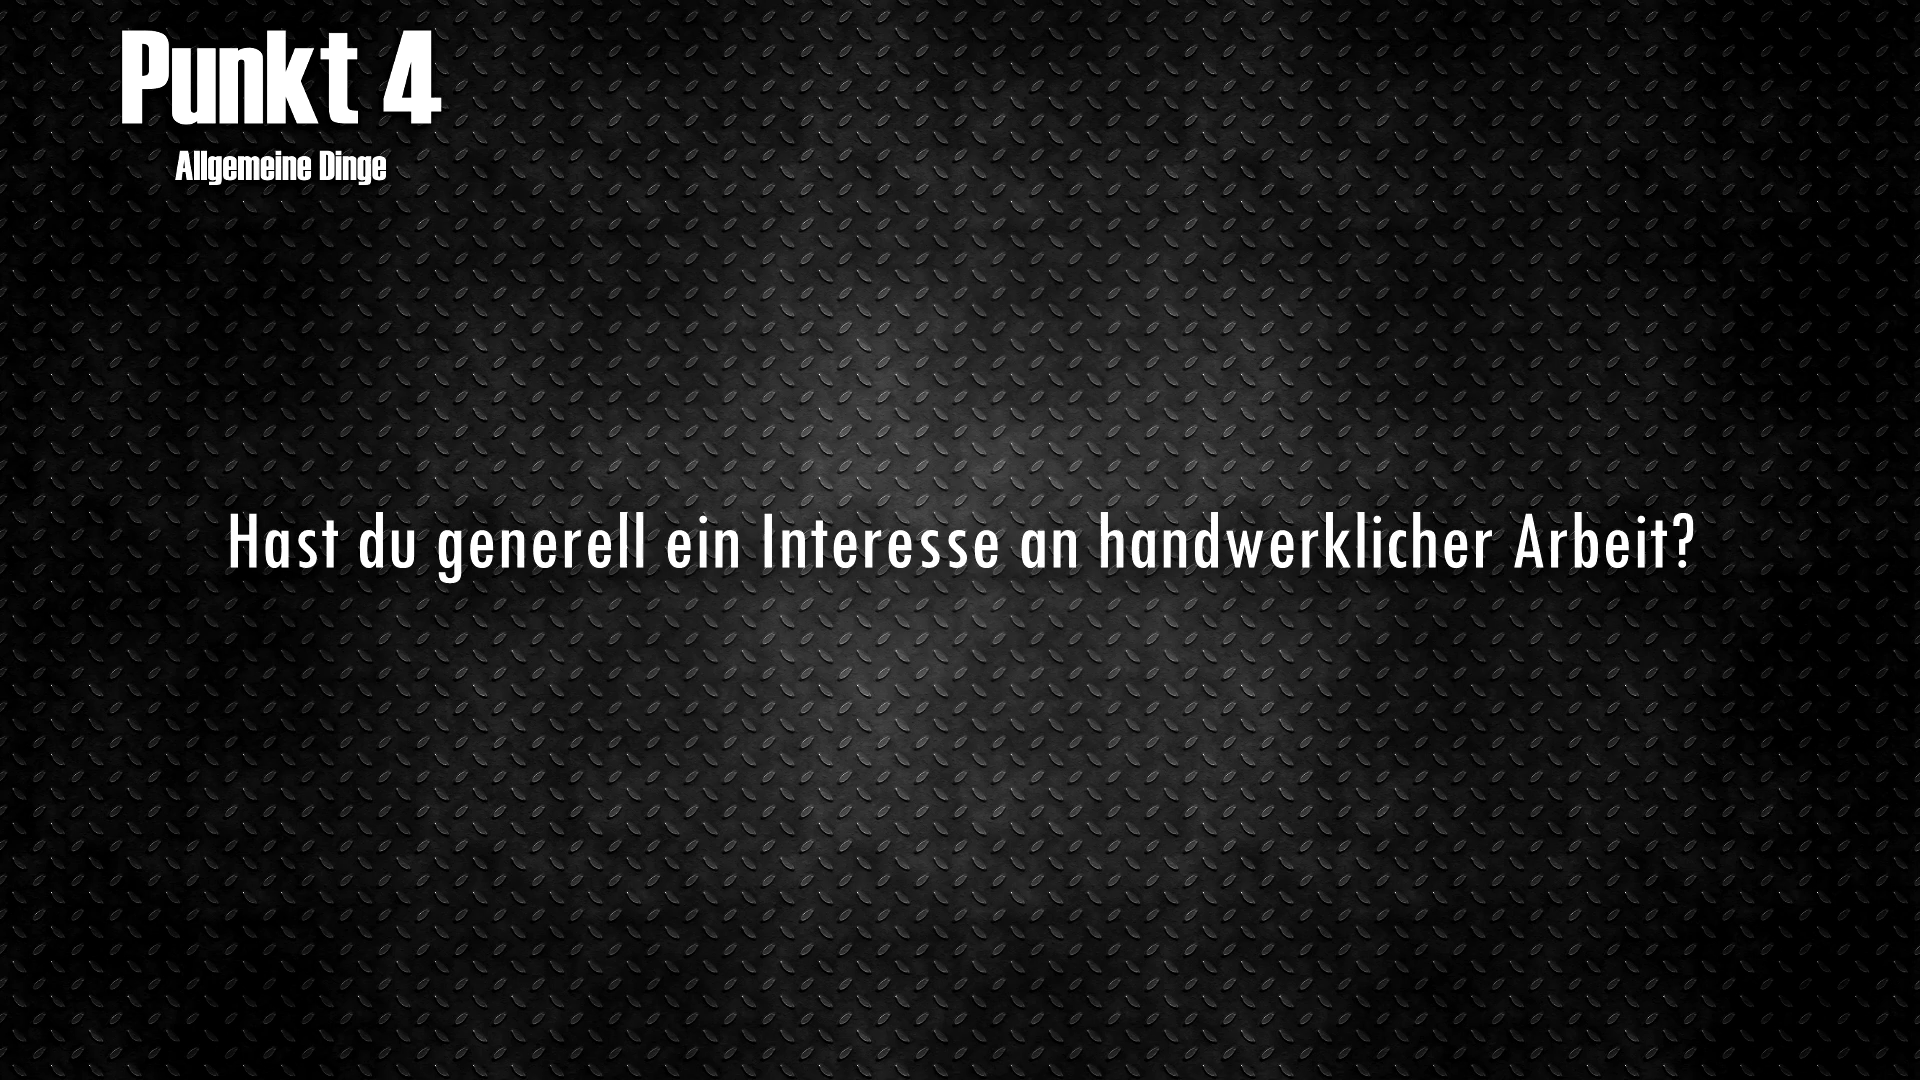 Punkt 4
Allgemeine Dinge
Hast du generell ein Interesse an handwerklicher Arbeit?